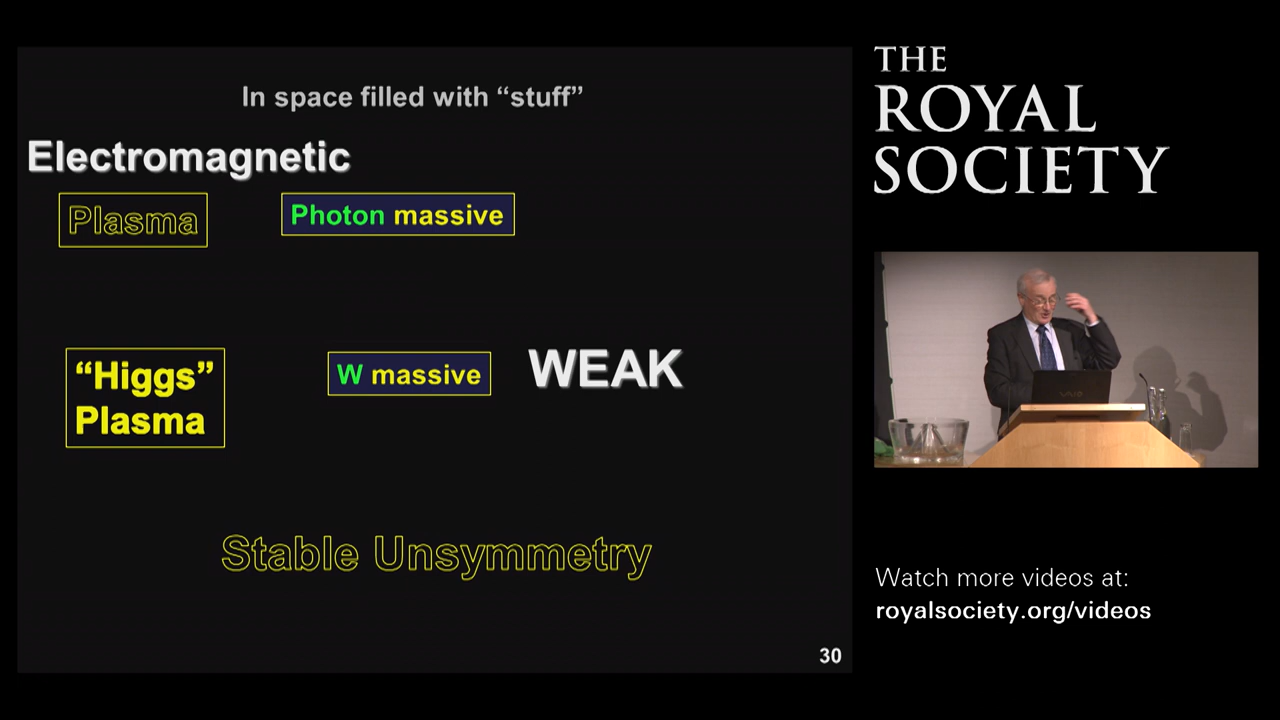 In space filled with “stuff”
Electromagnetic
Plasma
Photon massive
“Higgs”
Plasma
W massive
WEAK
Stable Unsymmetry
30
THE
ROYAL
SOCIETY
Watch more videos at:
royalsociety.org/videos